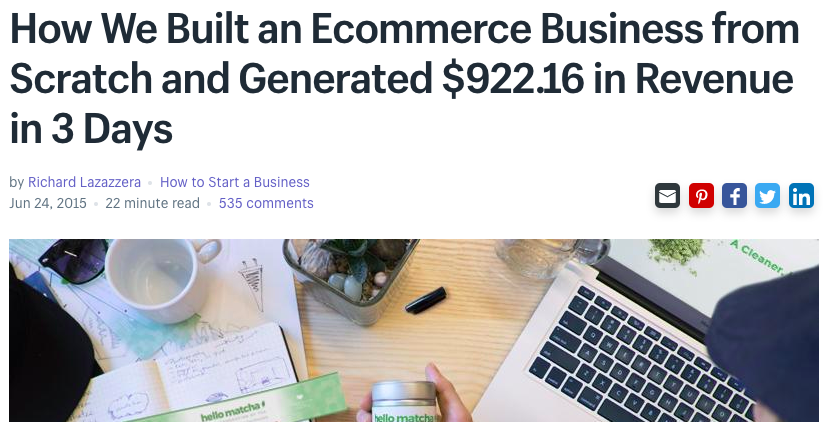 How We Built an Ecommerce Business from
Scratch and Generated $922.16 in Revenue
in 3 Days
by Richard Lazazzera • How to Start a Business
Jun 24, 2015 • 22 minute read • 535 comments
A Cleaner,
hello matcha
hello matcha